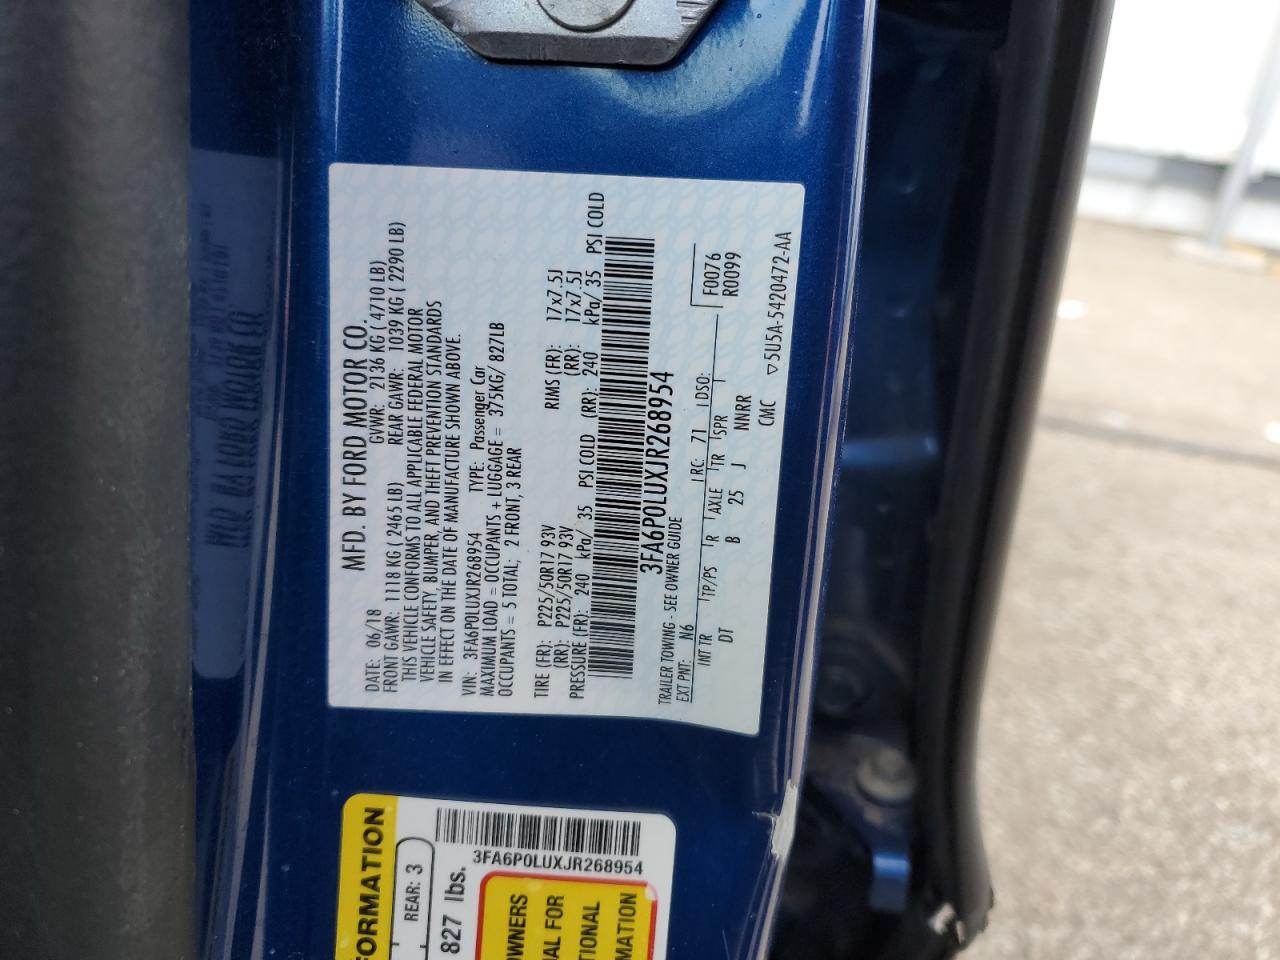 MFD. BY FORD MOTOR CO.
DATE: 06/18 GVWR: 2136 KG ( 4710 LB)
FRONT GAWR: 1118 KG ( 2465 LB) REAR GAWR: 1039 KG ( 2290 LB)
THIS VEHICLE CONFORMS TO ALL APPLICABLE FEDERAL MOTOR
VEHICLE SAFETY, BUMPER, AND THEFT PREVENTION STANDARDS
IN EFFECT ON THE DATE OF MANUFACTURE SHOWN ABOVE.
VIN: 3FA6P0LUXJR268954 TYPE: Passenger Car
MAXIMUM LOAD = OCCUPANTS + LUGGAGE = 375KG/ 827LB
OCCUPANTS = 5 TOTAL; 2 FRONT, 3 REAR
TIRE (FR): P225/50R17 93V RIMS (FR): 17x7.5J
(RR): P225/50R17 93V (RR): 17x7.5J
PRESSURE (FR): 240 kPa/ 35 PSI COLD (RR): 240 kPa/ 35 PSI COLD
3FA6P0LUXJR268954
TRAILER TOWING - SEE OWNER GUIDE
EXT PNT: N6 RC: 71 DSO: F0076
R0099
INT TR TP/PS R AXLE TR SPR
DT B 25 J NNRR
CMC ▽5U5A-5420472-AA
FORMATION
REAR: 3
827 lbs.
3FA6P0LUXJR268954
OWNERS
AL FOR
TIONAL
MATION